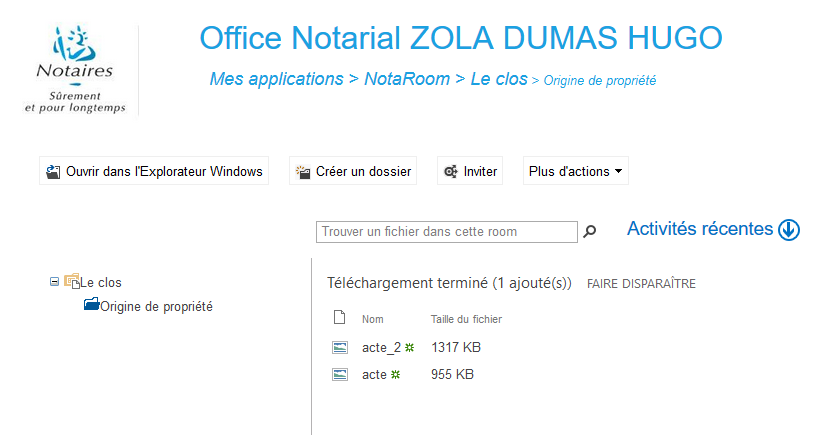 Office Notarial ZOLA DUMAS HUGO
Notaires
Sûrement
et pour longtemps
Mes applications > NotaRoom > Le clos > Origine de propriété
Ouvrir dans l'Explorateur Windows
Créer un dossier
Inviter
Plus d'actions
Trouver un fichier dans cette room
Activités récentes
Le clos
Origine de propriété
Téléchargement terminé (1 ajouté(s)) FAIRE DISPARAÎTRE
Nom Taille du fichier
acte_2 1317 KB
acte 955 KB